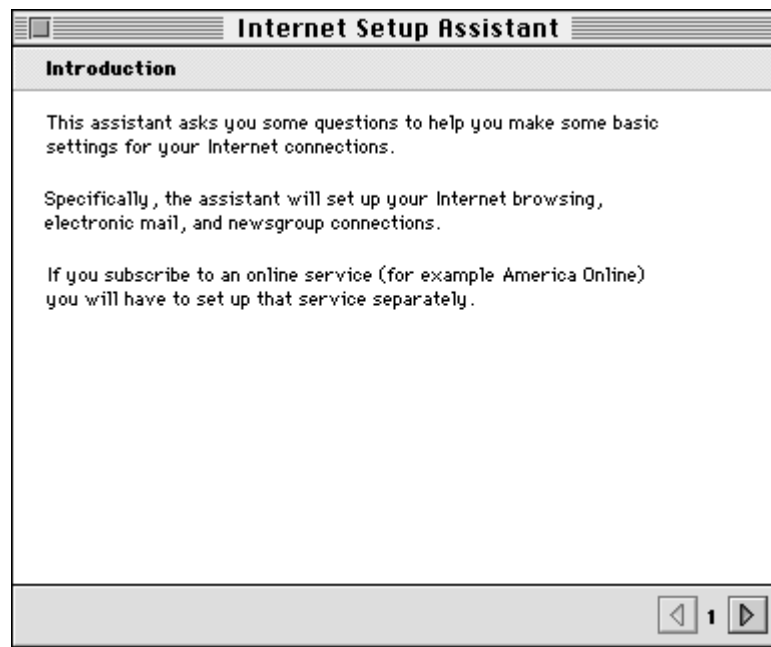 Internet Setup Assistant
Introduction
This assistant asks you some questions to help you make some basic
settings for your Internet connections.
Specifically, the assistant will set up your Internet browsing,
electronic mail, and newsgroup connections.
If you subscribe to an online service (for example America Online)
you will have to set up that service separately.
1